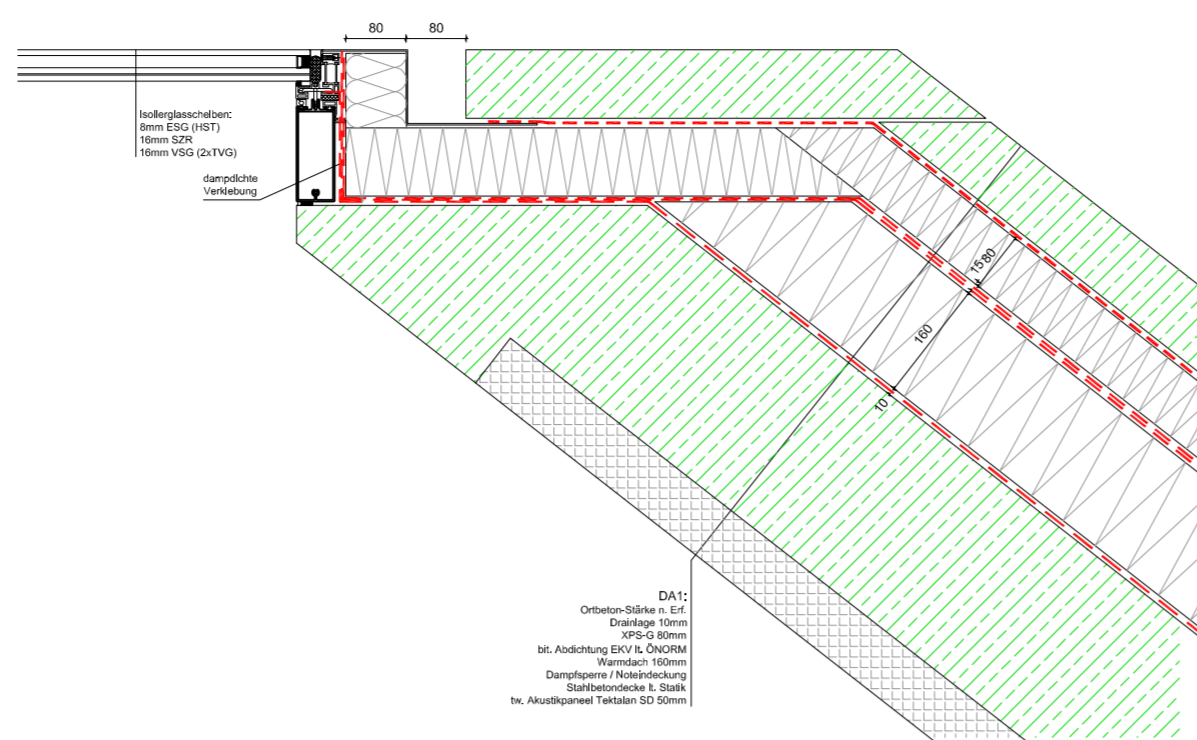 80
80
Isollerglasschelben:
8mm ESG (HST)
16mm SZR
16mm VSG (2xTVG)
dampdlchte
Verklebung
80
15
160
10
DA1:
Ortbeton-Stärke n. Erf.
Drainlage 10mm
XPS-G 80mm
bit. Abdichtung EKV lt. ÖNORM
Warmdach 160mm
Dampfsperre / Noteindeckung
Stahlbetondecke lt. Statik
tw. Akustikpaneel Tektalan SD 50mm